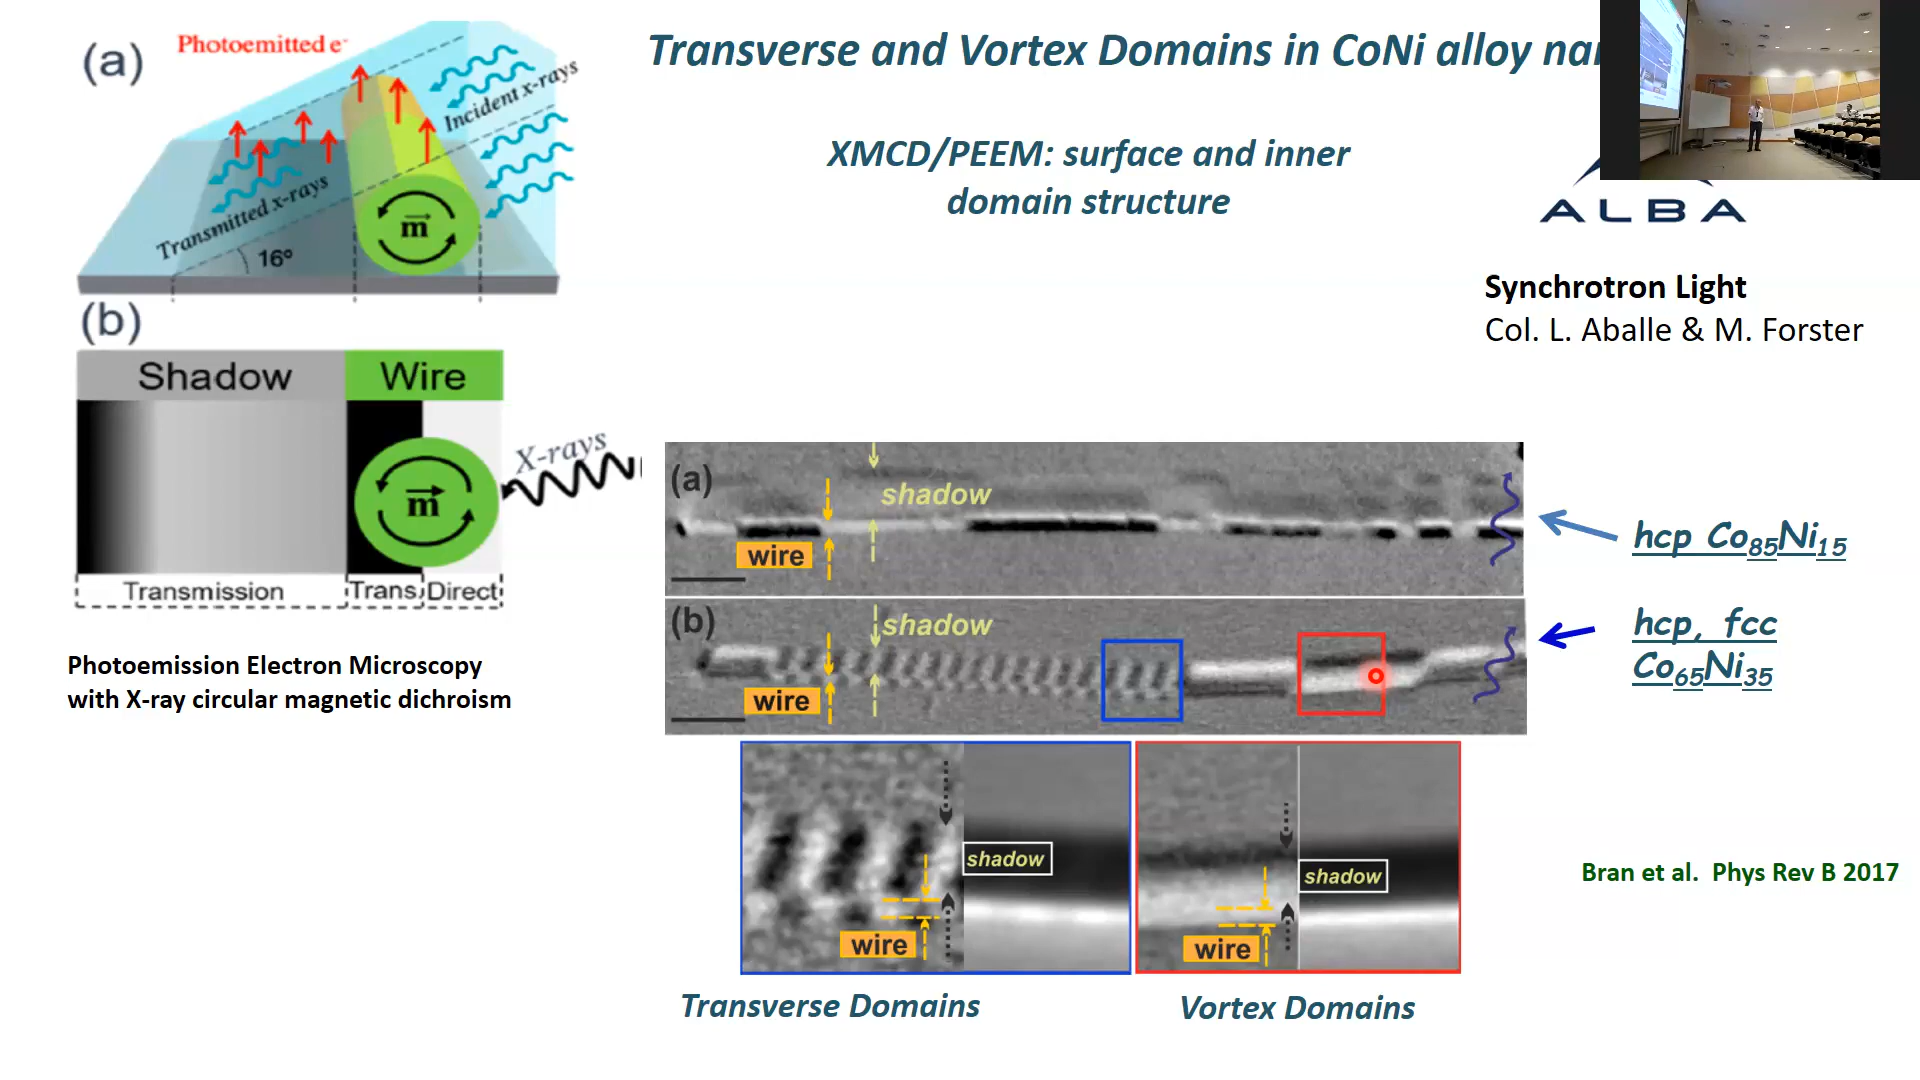 Transverse and Vortex Domains in CoNi alloy
XMCD/PEEM: surface and inner
domain structure
ALBA
Synchrotron Light
Col. L. Aballe & M. Forster
(a)
Photoemitted e-
Incident x-rays
Transmitted x-rays
16º
m
(b)
Shadow
Wire
X-rays
m
Transmission
Trans.
Direct
Photoemission Electron Microscopy
with X-ray circular magnetic dichroism
(a)
shadow
wire
hcp Co85Ni15
(b)
shadow
wire
hcp, fcc
Co65Ni35
shadow
wire
shadow
wire
Transverse Domains
Vortex Domains
Bran et al. Phys Rev B 2017